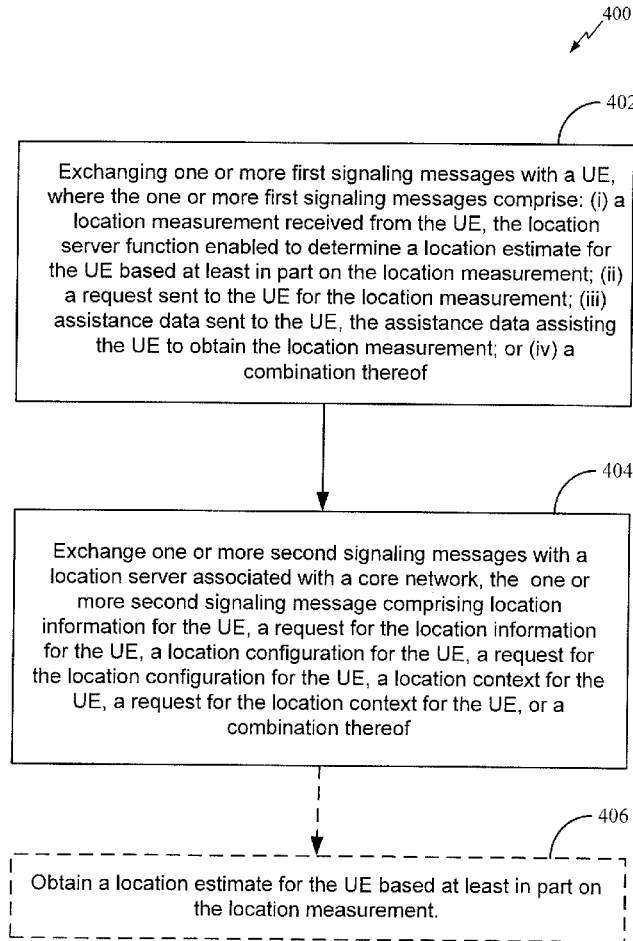 400
402
Exchanging one or more first signaling messages with a UE,
where the one or more first signaling messages comprise: (i) a
location measurement received from the UE, the location
server function enabled to determine a location estimate for
the UE based at least in part on the location measurement; (ii)
a request sent to the UE for the location measurement; (iii)
assistance data sent to the UE, the assistance data assisting
the UE to obtain the location measurement; or (iv) a
combination thereof
404
Exchange one or more second signaling messages with a
location server associated with a core network, the one or
more second signaling message comprising location
information for the UE, a request for the location information
for the UE, a location configuration for the UE, a request for
the location configuration for the UE, a location context for the
UE, a request for the location context for the UE, or a
combination thereof
406
Obtain a location estimate for the UE based at least in part on
the location measurement.